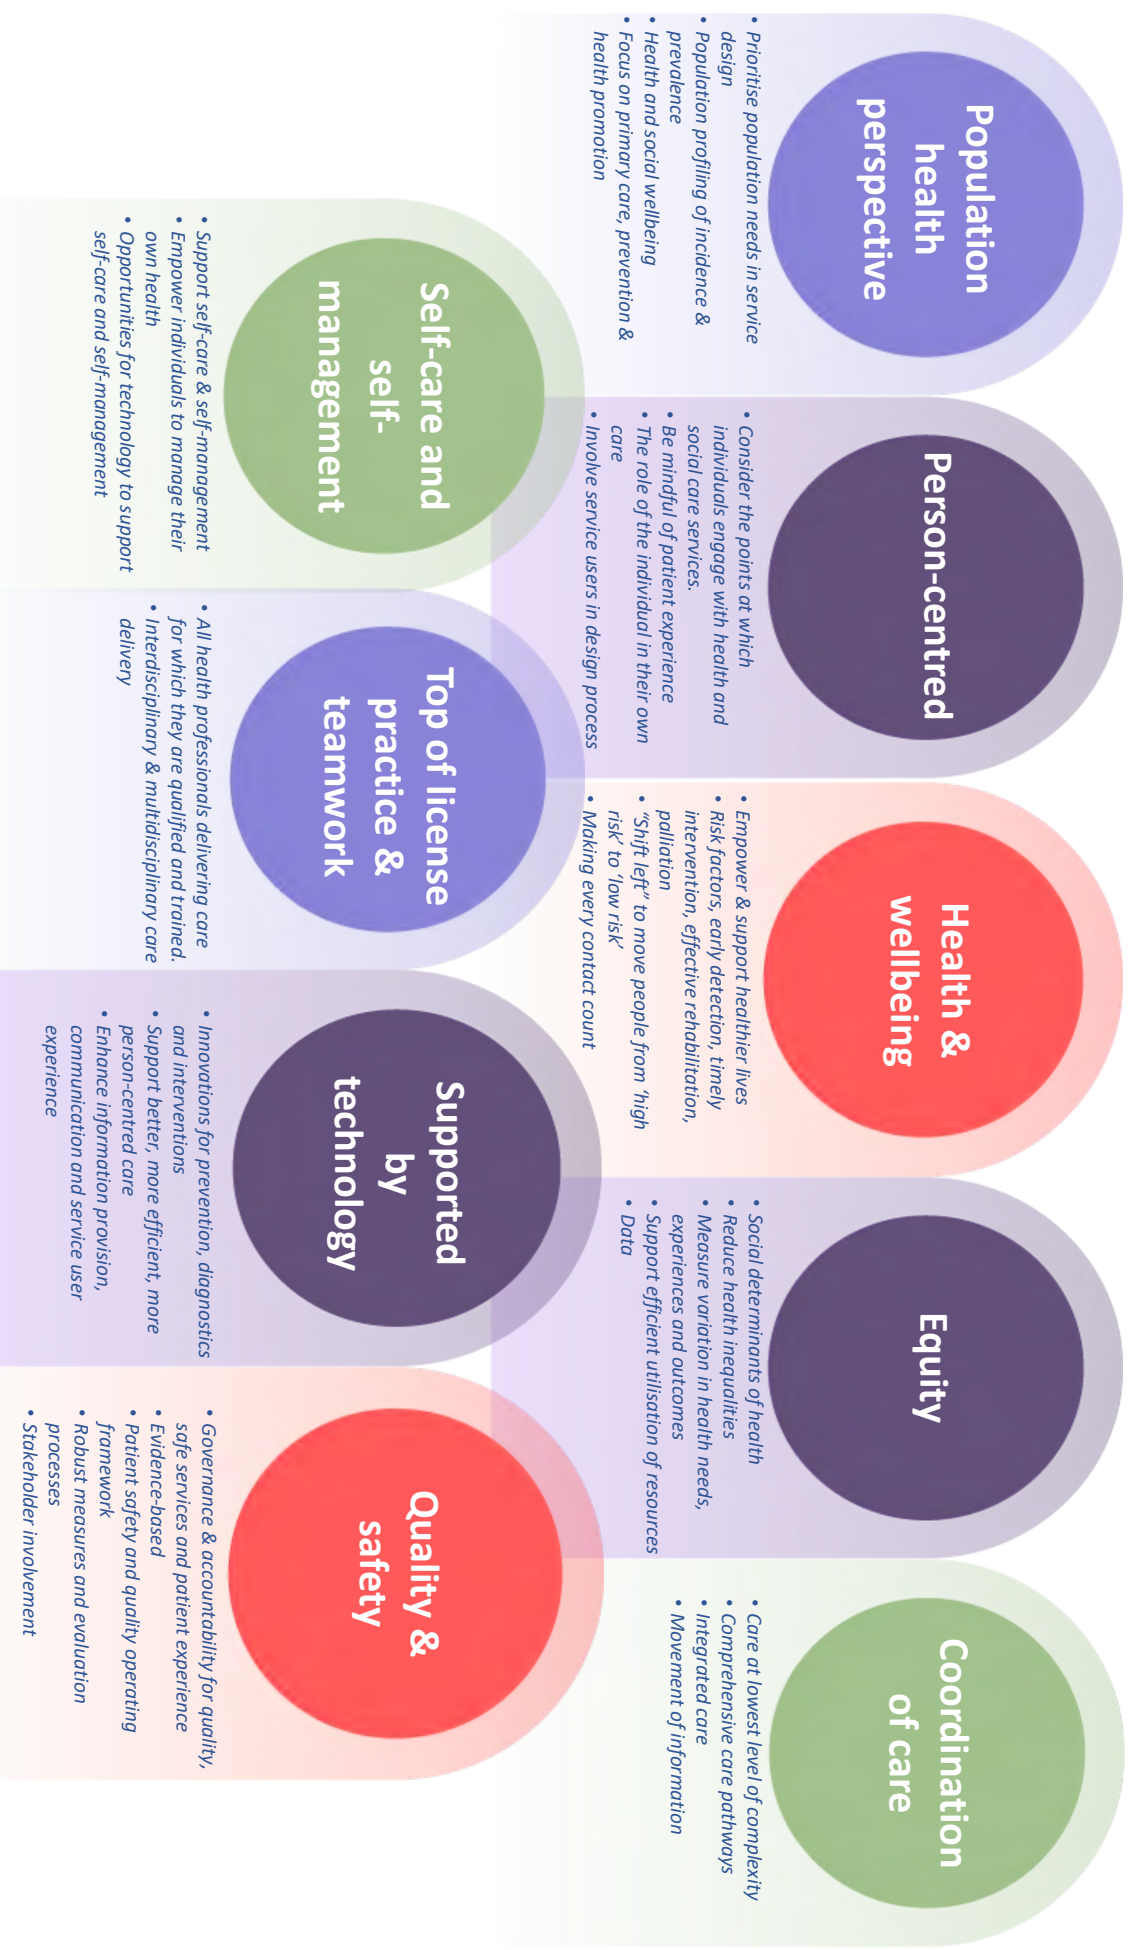 Population
health
perspective
• Prioritise population needs in service
design
• Population profiling of incidence &
prevalence
• Health and social wellbeing
• Focus on primary care, prevention &
health promotion
Person-centred
• Consider the points at which
individuals engage with health and
social care services.
• Be mindful of patient experience
• The role of the individual in their own
care
• Involve service users in design process
Health &
wellbeing
• Empower & support healthier lives
• Risk factors, early detection, timely
intervention, effective rehabilitation,
palliation
• "Shift left" to move people from 'high
risk' to 'low risk'
• Making every contact count
Equity
• Social determinants of health
• Reduce health inequalities
• Measure variation in health needs,
experiences and outcomes
• Support efficient utilisation of resources
• Data
Coordination
of care
• Care at lowest level of complexity
• Comprehensive care pathways
• Integrated care
• Movement of information
Self-care and
self-
management
• Support self-care & self-management
• Empower individuals to manage their
own health
• Opportunities for technology to support
self-care and self-management
Top of license
practice &
teamwork
• All health professionals delivering care
for which they are qualified and trained.
• Interdisciplinary & multidisciplinary care
delivery
Supported
by
technology
• Innovations for prevention, diagnostics
and interventions
• Support better, more efficient, more
person-centred care
• Enhance information provision,
communication and service user
experience
Quality &
safety
• Governance & accountability for quality,
safe services and patient experience
• Evidence-based
• Patient safety and quality operating
framework
• Robust measures and evaluation
processes
• Stakeholder involvement